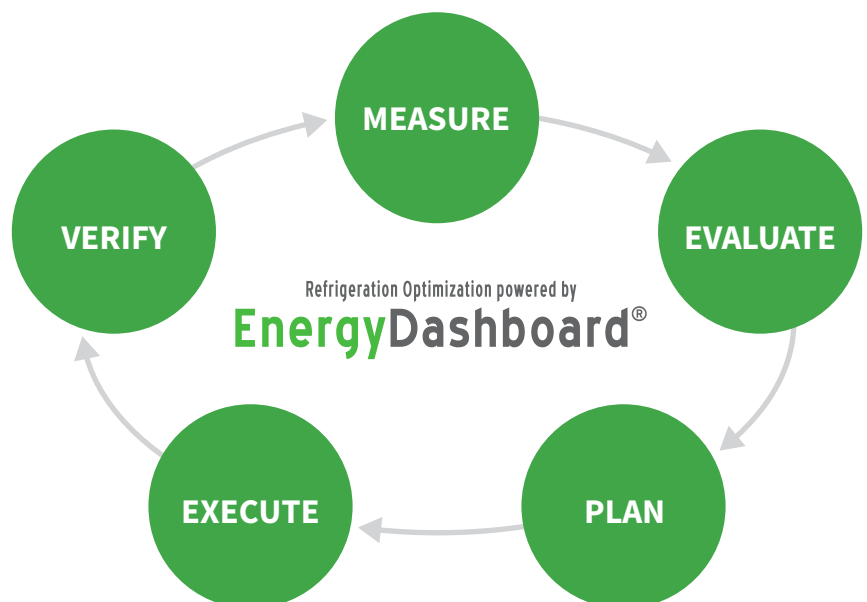 MEASURE
VERIFY
EVALUATE
Refrigeration Optimization powered by
EnergyDashboard®
EXECUTE
PLAN